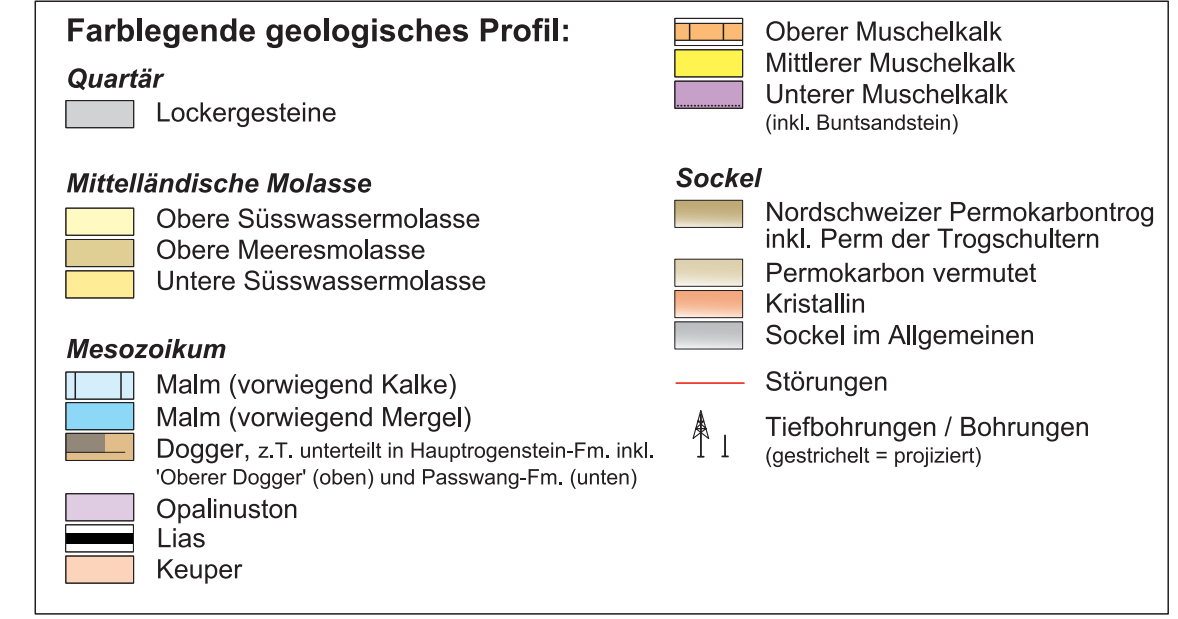 Farblegende geologisches Profil:
Quartär
Lockergesteine
Mittelländische Molasse
Obere Süsswassermolasse
Obere Meeresmolasse
Untere Süsswassermolasse
Mesozoikum
Malm (vorwiegend Kalke)
Malm (vorwiegend Mergel)
Dogger, z.T. unterteilt in Hauptrogenstein-Fm. inkl.
'Oberer Dogger' (oben) und Passwang-Fm. (unten)
Opalinuston
Lias
Keuper
Oberer Muschelkalk
Mittlerer Muschelkalk
Unterer Muschelkalk
(inkl. Buntsandstein)
Sockel
Nordschweizer Permokarbontrog
inkl. Perm der Trogschultern
Permokarbon vermutet
Kristallin
Sockel im Allgemeinen
Störungen
Tiefbohrungen / Bohrungen
(gestrichelt = projiziert)